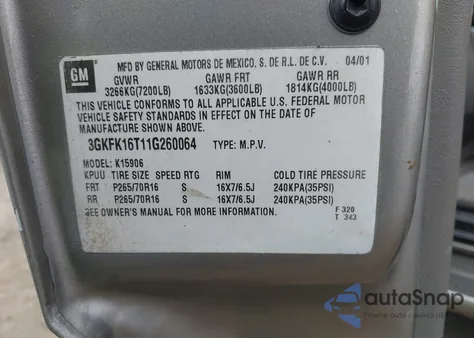 GM
MFD BY GENERAL MOTORS DE MEXICO, S. DE R.L. DE C.V. 04/01
GVWR GAWR FRT GAWR RR
3266KG(7200LB) 1633KG(3600LB) 1814KG(4000LB)
THIS VEHICLE CONFORMS TO ALL APPLICABLE U.S. FEDERAL MOTOR
VEHICLE SAFETY STANDARDS IN EFFECT ON THE DATE OF
MANUFACTURE SHOWN ABOVE.
3GKFK16T11G260064 TYPE: M.P.V.
MODEL: K15906
KPUU TIRE SIZE SPEED RTG RIM COLD TIRE PRESSURE
FRT P265/70R16 S 16X7/6.5J 240KPA(35PSI)
RR P265/70R16 S 16X7/6.5J 240KPA(35PSI)
SEE OWNER'S MANUAL FOR MORE INFORMATION.
F 320
T 343
autaSnap
Речните автомобили от